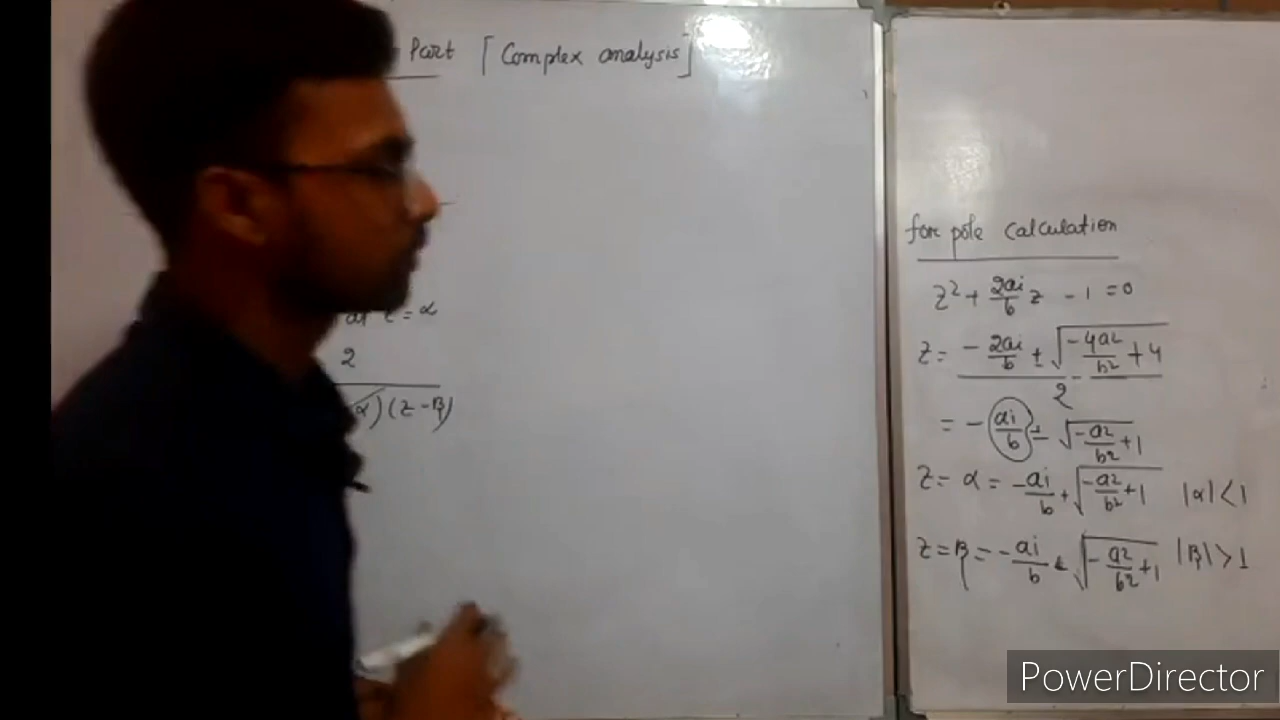 Part [Complex analysis]
z = α
2
α) (z - β)
for pole calculation
z² + 2ai/b z - 1 = 0
z = (- 2ai/b ± √(-4a²/b² + 4)) / 2
= - ai/b ± √(-a²/b² + 1)
z = α = -ai/b + √(-a²/b² + 1) |α| < 1
z = β = -ai/b - √(-a²/b² + 1) |β| > 1
PowerDirector